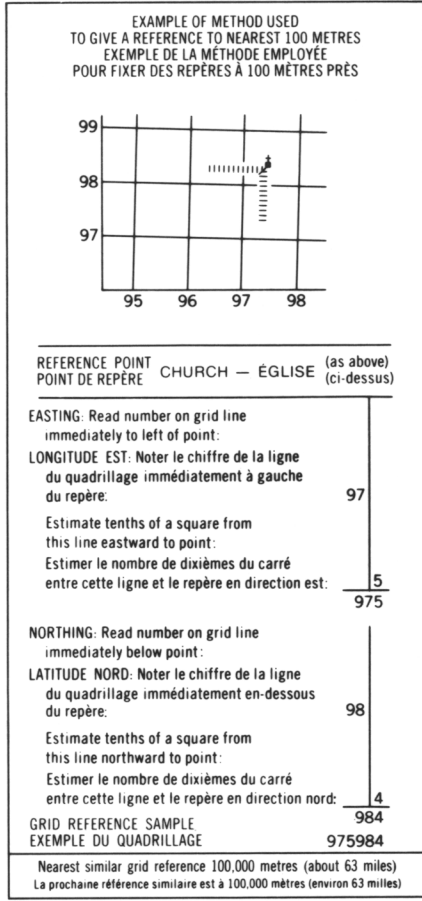 EXAMPLE OF METHOD USED
TO GIVE A REFERENCE TO NEAREST 100 METRES
EXEMPLE DE LA MÉTHODE EMPLOYÉE
POUR FIXER DES REPÈRES À 100 MÈTRES PRÈS
99
98
97
95 96 97 98
REFERENCE POINT
POINT DE REPÈRE
CHURCH — ÉGLISE
(as above)
(ci-dessus)
EASTING: Read number on grid line
immediately to left of point:
LONGITUDE EST: Noter le chiffre de la ligne
du quadrillage immédiatement à gauche
du repère: 97
Estimate tenths of a square from
this line eastward to point:
Estimer le nombre de dixièmes du carré
entre cette ligne et le repère en direction est: 5
975
NORTHING: Read number on grid line
immediately below point:
LATITUDE NORD: Noter le chiffre de la ligne
du quadrillage immédiatement en-dessous
du repère: 98
Estimate tenths of a square from
this line northward to point:
Estimer le nombre de dixièmes du carré
entre cette ligne et le repère en direction nord: 4
GRID REFERENCE SAMPLE 984
EXEMPLE DU QUADRILLAGE 975984
Nearest similar grid reference 100,000 metres (about 63 miles)
La prochaine référence similaire est à 100,000 mètres (environ 63 milles)